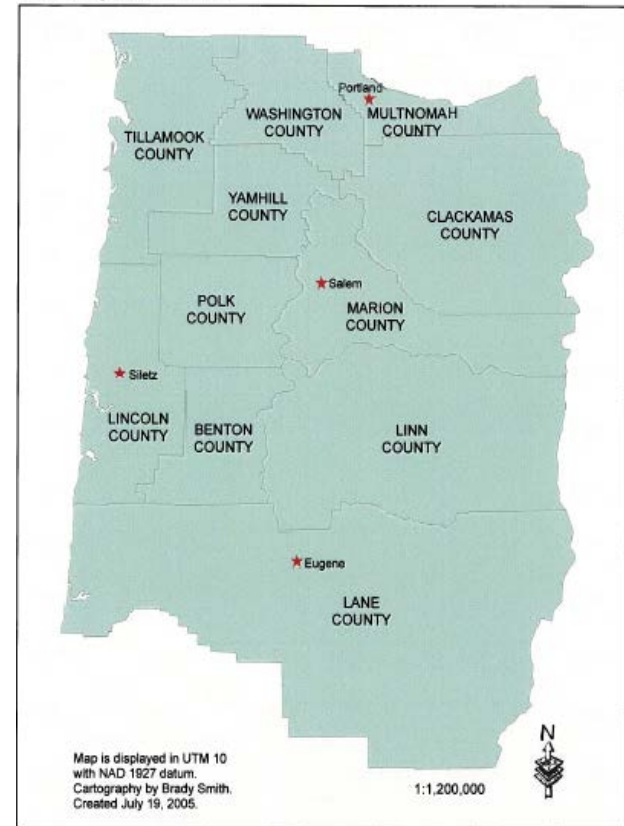 Portland
WASHINGTON
COUNTY
MULTNOMAH
COUNTY
TILLAMOOK
COUNTY
YAMHILL
COUNTY
CLACKAMAS
COUNTY
Salem
POLK
COUNTY
MARION
COUNTY
Siletz
LINCOLN
COUNTY
BENTON
COUNTY
LINN
COUNTY
Eugene
LANE
COUNTY
N
Map is displayed in UTM 10
with NAD 1927 datum.
Cartography by Brady Smith.
Created July 19, 2005.
1:1,200,000